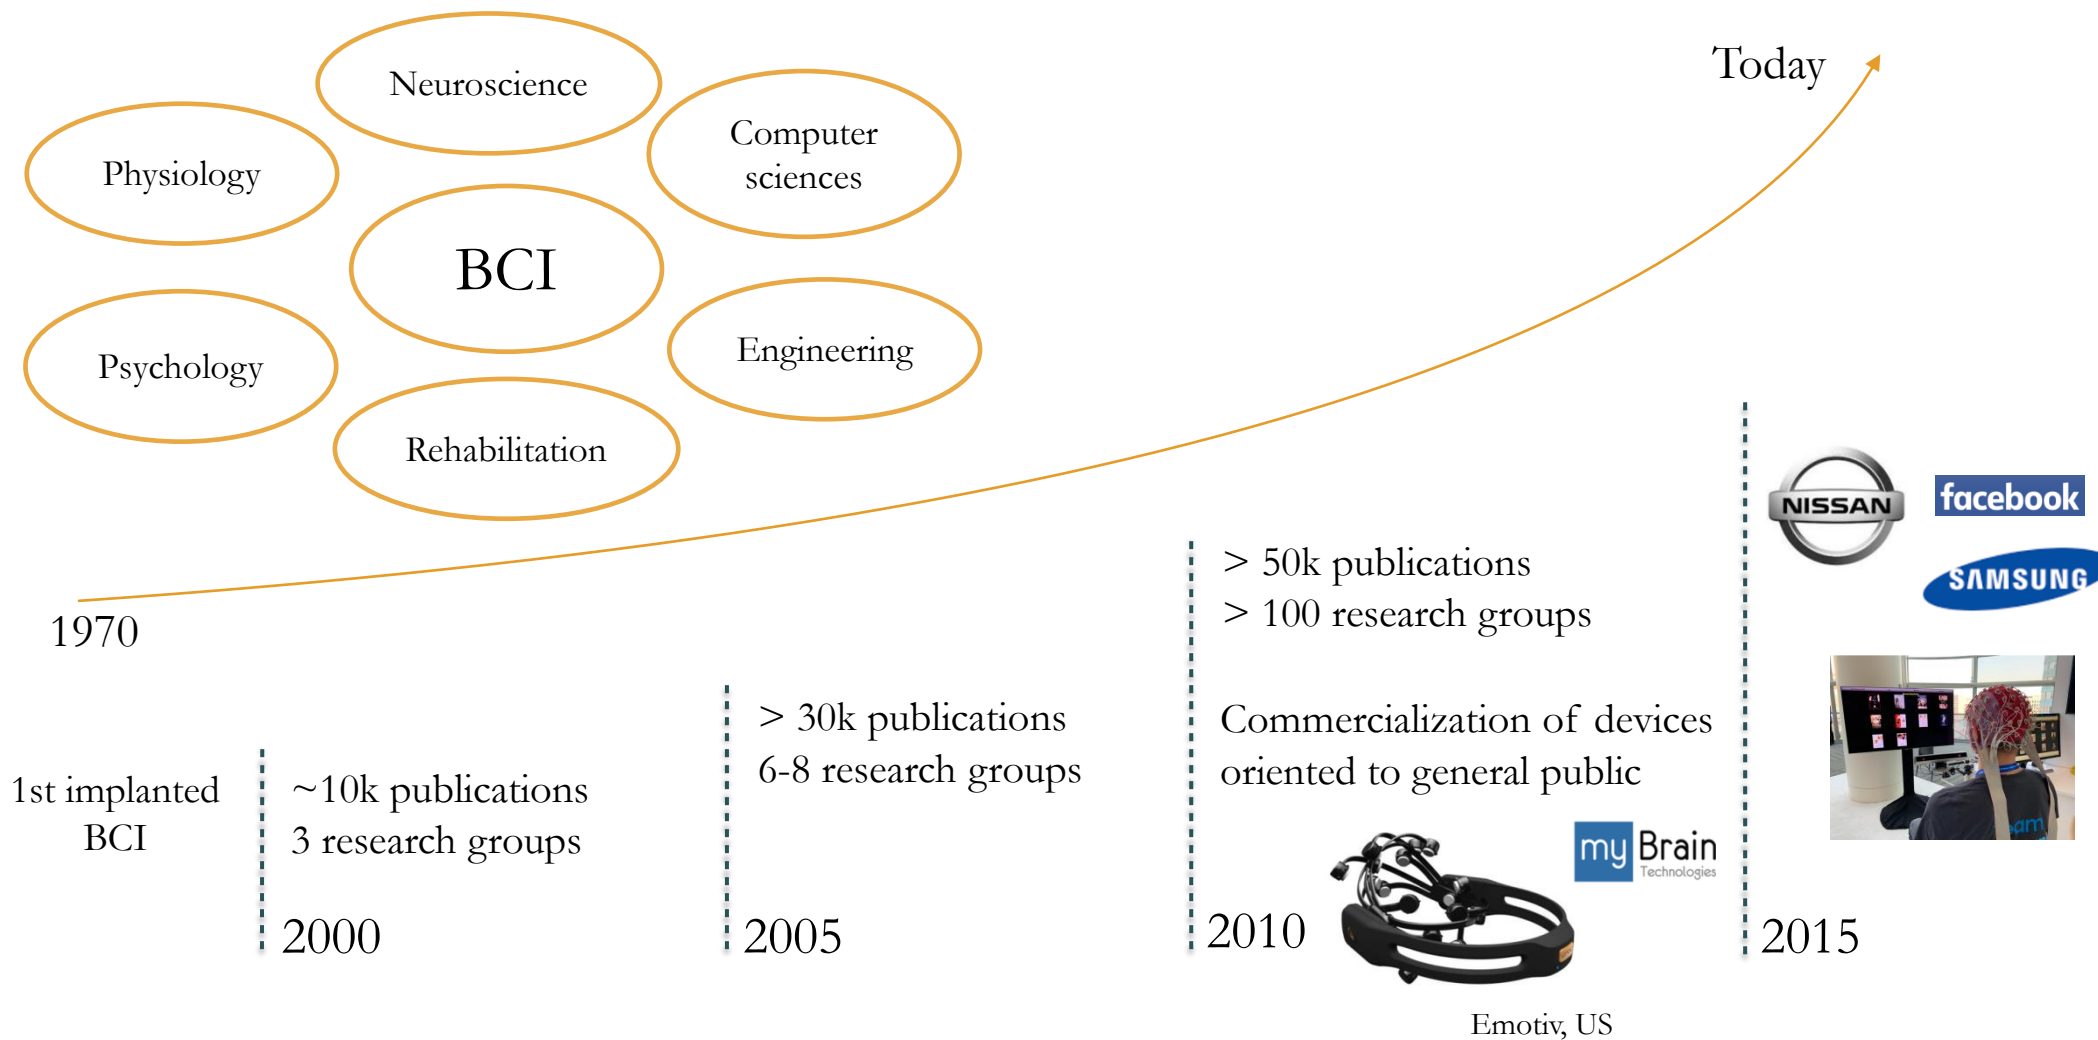 Neuroscience
Physiology
Computer
sciences
BCI
Psychology
Engineering
Rehabilitation
Today
1970
1st implanted
BCI
~10k publications
3 research groups
2000
> 30k publications
6-8 research groups
2005
> 50k publications
> 100 research groups
Commercialization of devices
oriented to general public
my Brain
Technologies
2010
Emotiv, US
NISSAN
facebook
SAMSUNG
eam
2015